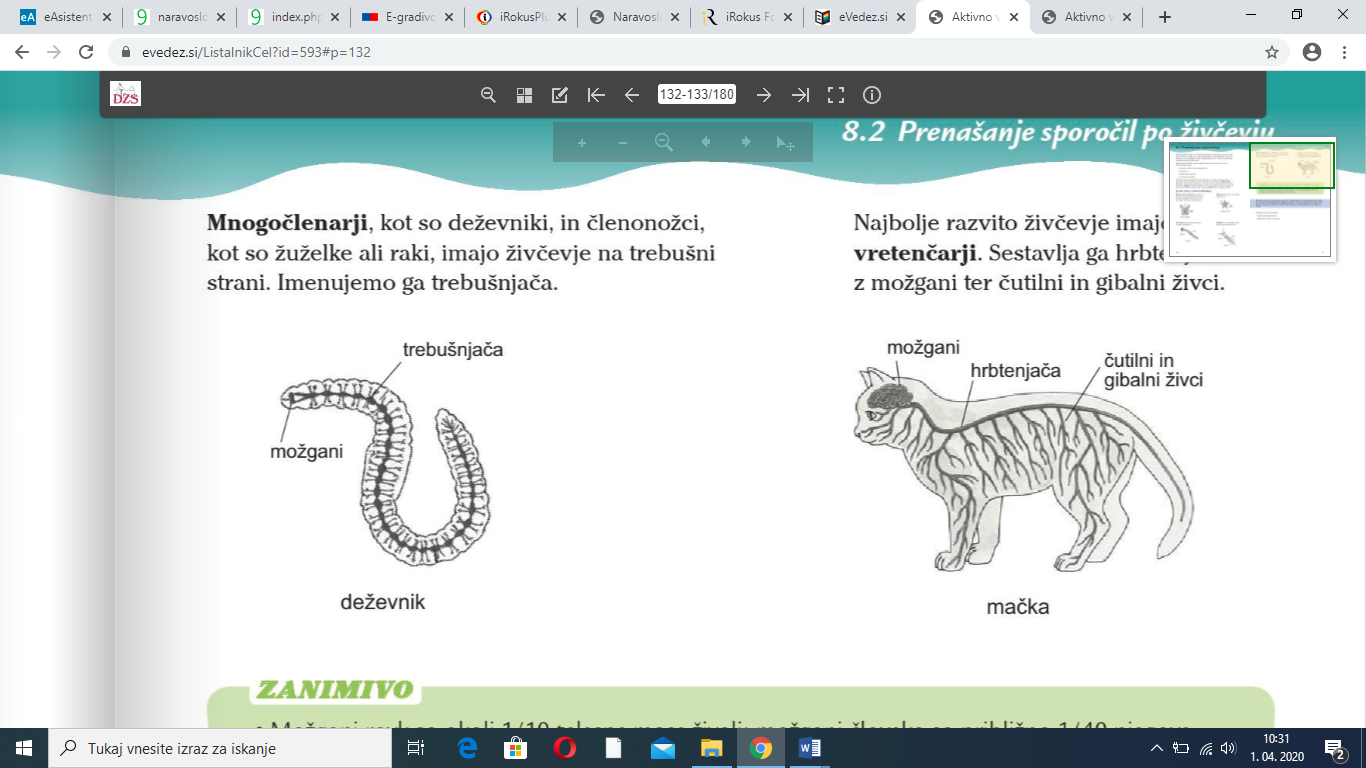 eAsistent
naravoslo
index.php
E-gradivo
iRokusPlu
Naravosl
iRokus Fo
eVedez.si
Aktivno v
Aktivno v
evedez.si/ListalnikCel?id=593#p=132
DZS
132-133/180
8.2 Prenašanje sporočil po živčevju
Mnogočlenarji, kot so deževniki, in členonožci,
kot so žuželke ali raki, imajo živčevje na trebušni
strani. Imenujemo ga trebušnjača.
trebušnjača
možgani
deževnik
Najbolje razvito živčevje imajo
vretenčarji. Sestavlja ga
z možgani ter čutilni in gibalni živci.
možgani
hrbtenjača
čutilni in
gibalni živci
mačka
ZANIMIVO
Tukaj vnesite izraz za iskanje
10:31
1. 04. 2020
2